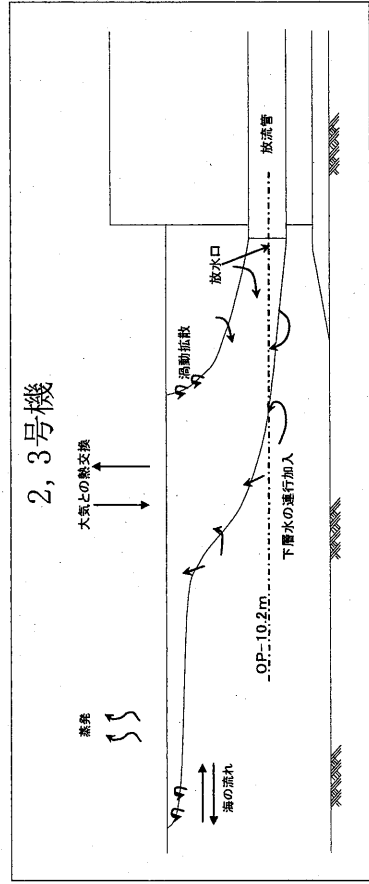 2, 3号機
大気との熱交換
蒸発
渦動拡散
放水口
放流管
海の流れ
下層水の連行加入
OP-10.2m